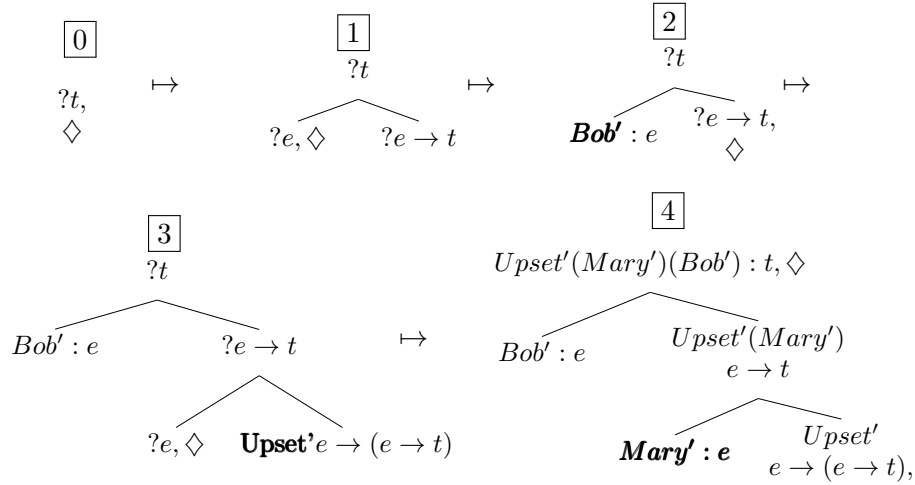 0
?t,
◇
↦
1
?t
?e, ◇ ?e → t
↦
2
?t
Bob′ : e ?e → t,
◇
↦
3
?t
Bob′ : e ?e → t
?e, ◇ Upset'e → (e → t)
↦
4
Upset′(Mary′)(Bob′) : t, ◇
Bob′ : e Upset′(Mary′)
e → t
Mary′ : e Upset′
e → (e → t),